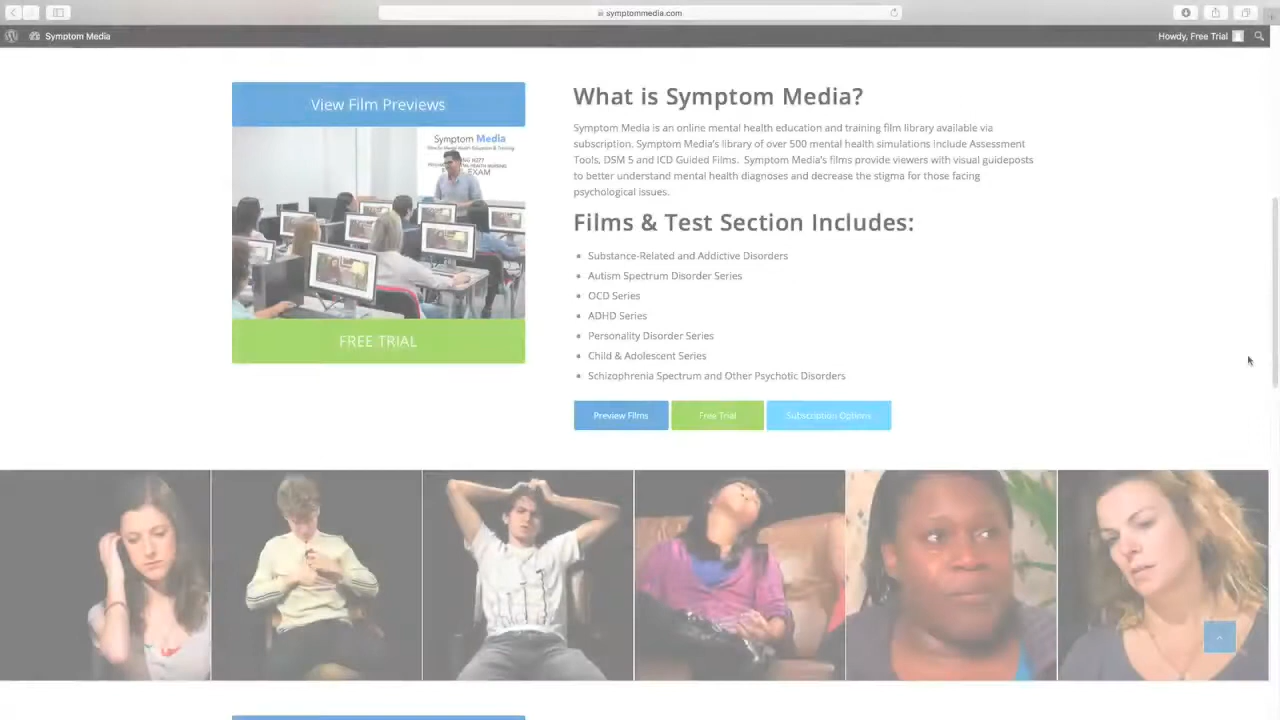 symptommedia.com
Symptom Media
Howdy, Free Trial
View Film Previews
Symptom Media
EXAM
FREE TRIAL
What is Symptom Media?
Symptom Media is an online mental health education and training film library available via
subscription. Symptom Media's library of over 500 mental health simulations include Assessment
Tools, DSM 5 and ICD Guided Films. Symptom Media's films provide viewers with visual guideposts
to better understand mental health diagnoses and decrease the stigma for those facing
psychological issues.
Films & Test Section Includes:
Substance-Related and Addictive Disorders
Autism Spectrum Disorder Series
OCD Series
ADHD Series
Personality Disorder Series
Child & Adolescent Series
Schizophrenia Spectrum and Other Psychotic Disorders
Preview Films
Free Trial
Subscription Options